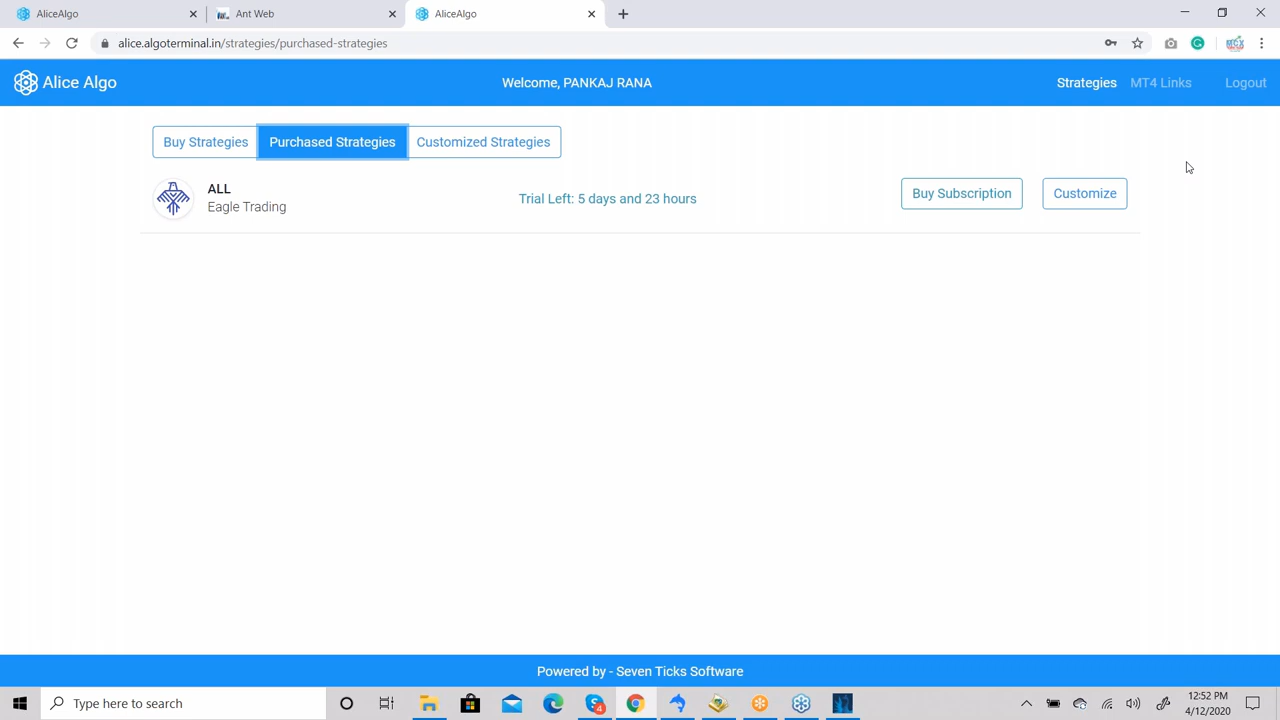 AliceAlgo
Ant Web
AliceAlgo
alice.algoterminal.in/strategies/purchased-strategies
Alice Algo
Welcome, PANKAJ RANA
Strategies
MT4 Links
Logout
Buy Strategies
Purchased Strategies
Customized Strategies
ALL
Eagle Trading
Trial Left: 5 days and 23 hours
Buy Subscription
Customize
Powered by - Seven Ticks Software
Type here to search
4
12:52 PM
4/12/2020